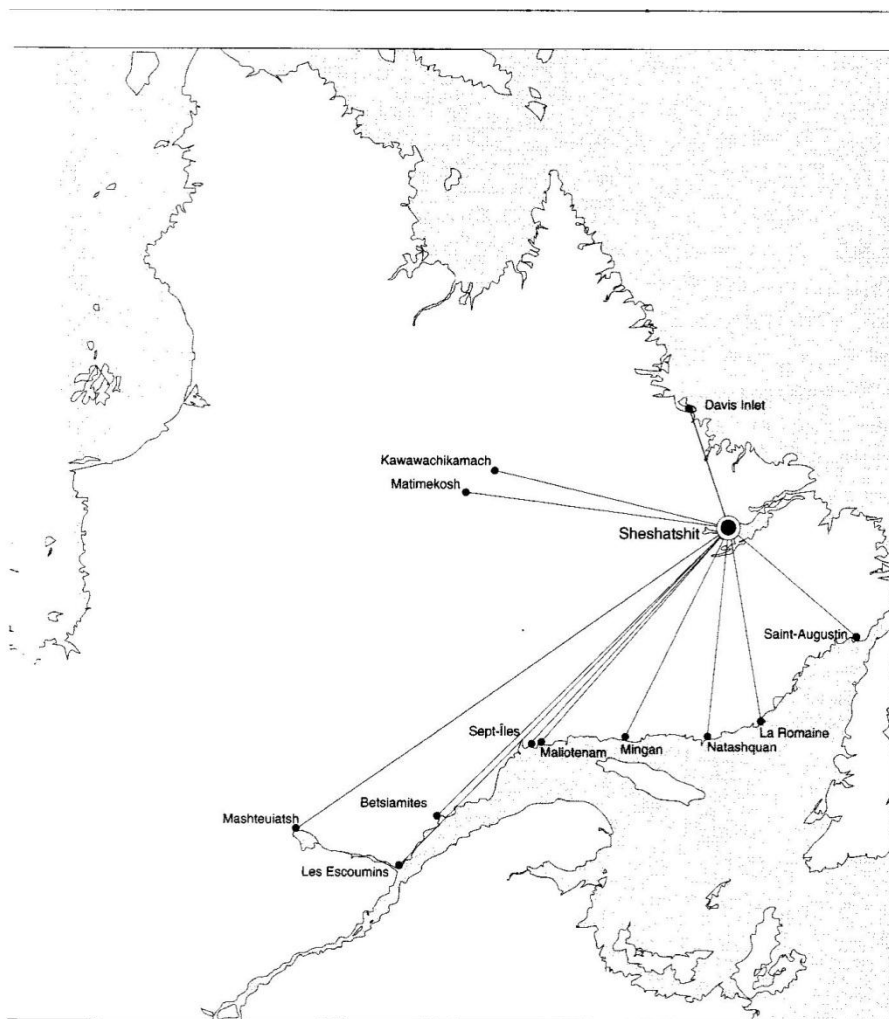 Davis Inlet
Kawawachikamach
Matimekosh
Sheshatshit
Saint-Augustin
La Romaine
Sept-Îles
Maliotenam
Mingan
Natashquan
Betsiamites
Mashteuiatsh
Les Escoumins